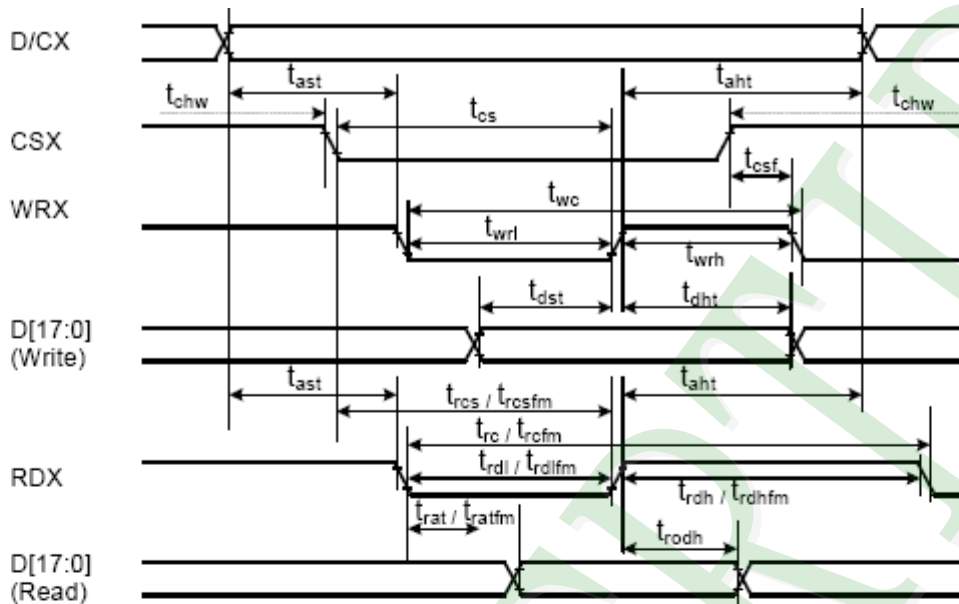 D/CX
t_ast
t_aht
t_chw
t_chw
t_cs
CSX
t_csf
WRX
t_wc
t_wrl
t_wrh
t_dst
t_dht
D[17:0]
(Write)
t_ast
t_aht
t_rcs / t_rcsfm
t_rc / t_rcfm
RDX
t_rdl / t_rdlfm
t_rdh / t_rdhfm
t_rat / t_ratfm
t_rodh
D[17:0]
(Read)